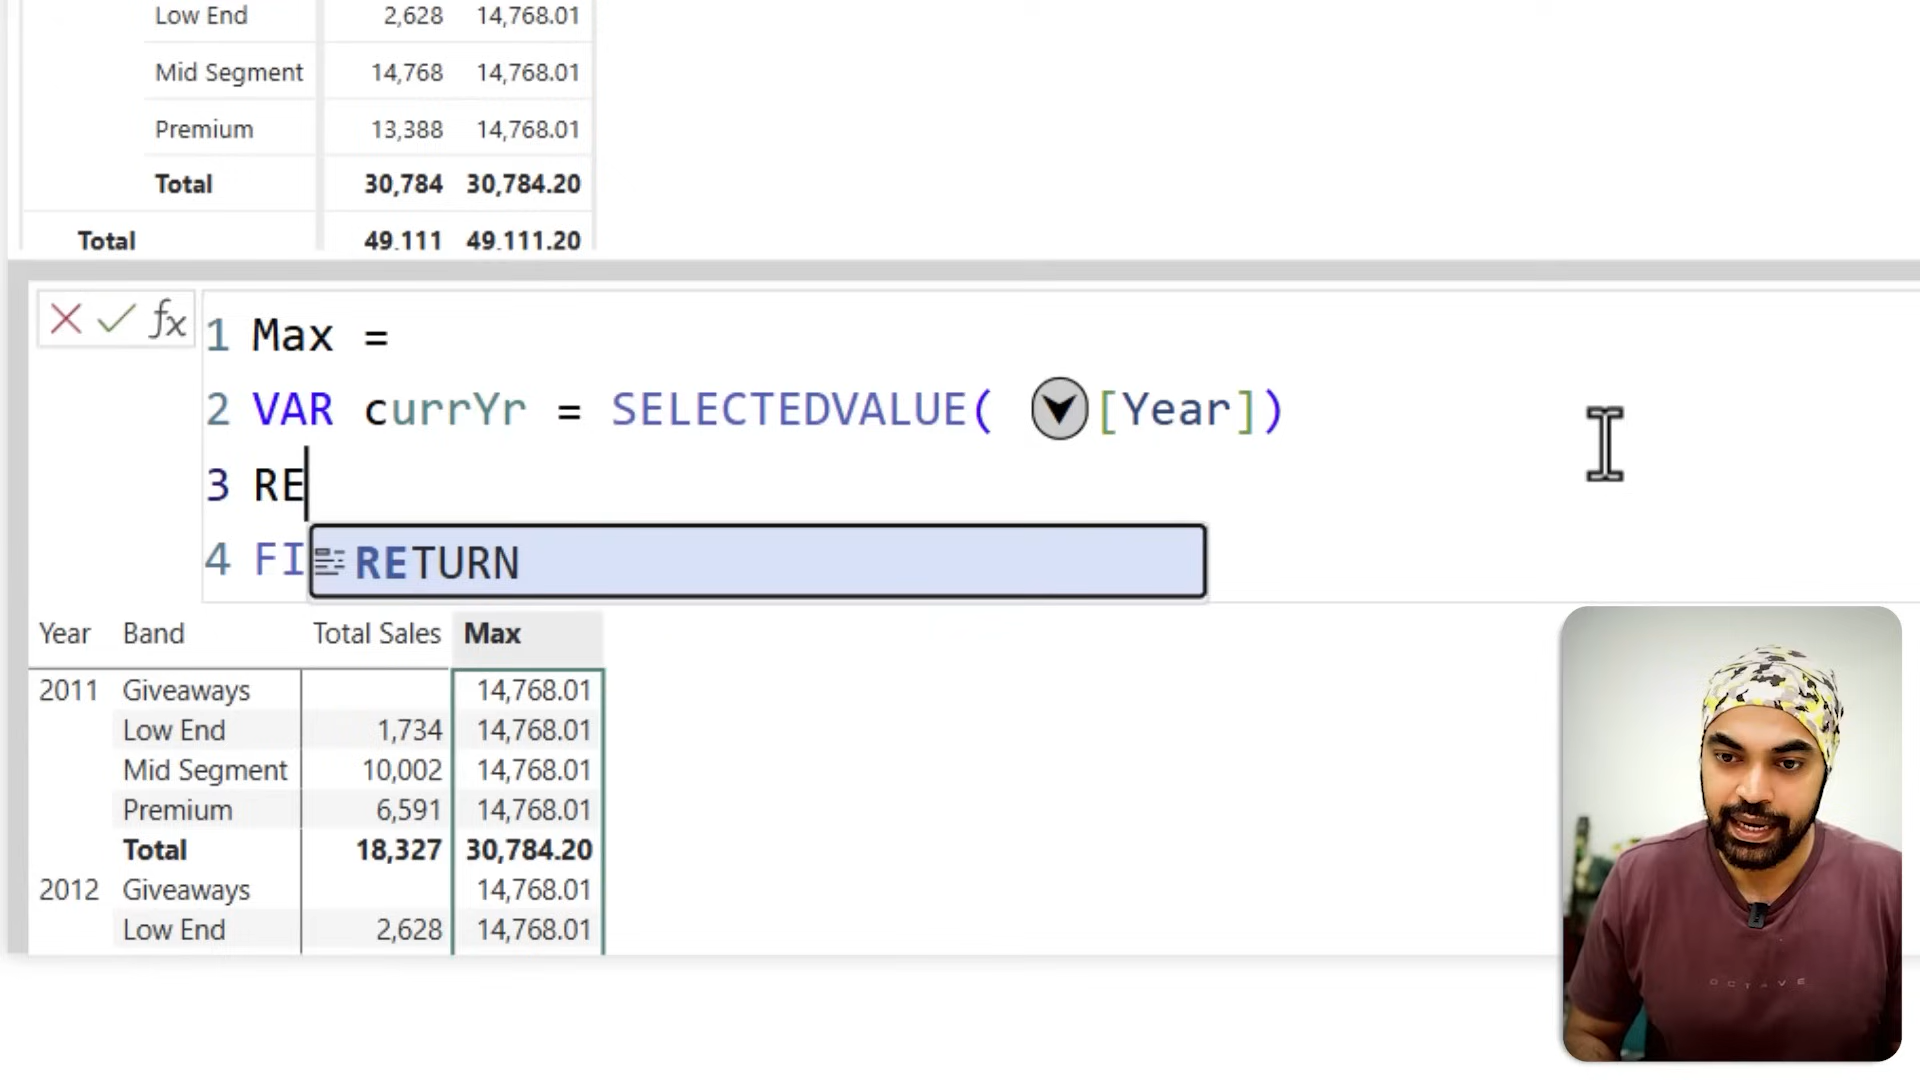 Low End 2,628 14,768.01
Mid Segment 14,768 14,768.01
Premium 13,388 14,768.01
Total 30,784 30,784.20
Total 49,111 49,111.20
fx
1 Max =
2 VAR currYr = SELECTEDVALUE( [Year])
3 RE
RETURN
4 FI
Year Band Total Sales Max
2011 Giveaways 14,768.01
Low End 1,734 14,768.01
Mid Segment 10,002 14,768.01
Premium 6,591 14,768.01
Total 18,327 30,784.20
2012 Giveaways 14,768.01
Low End 2,628 14,768.01
OCTAVE